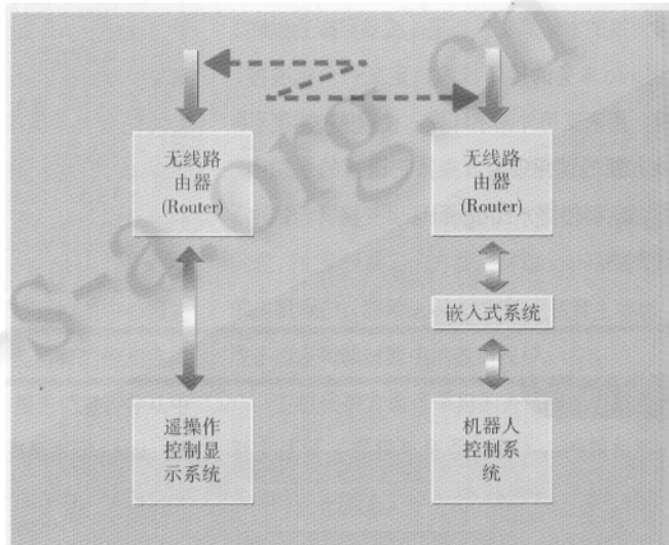 无线路
由器
(Router)
无线路
由器
(Router)
嵌入式系统
遥操作
控制显
示系统
机器人
控制系
统
s-a.org.cn